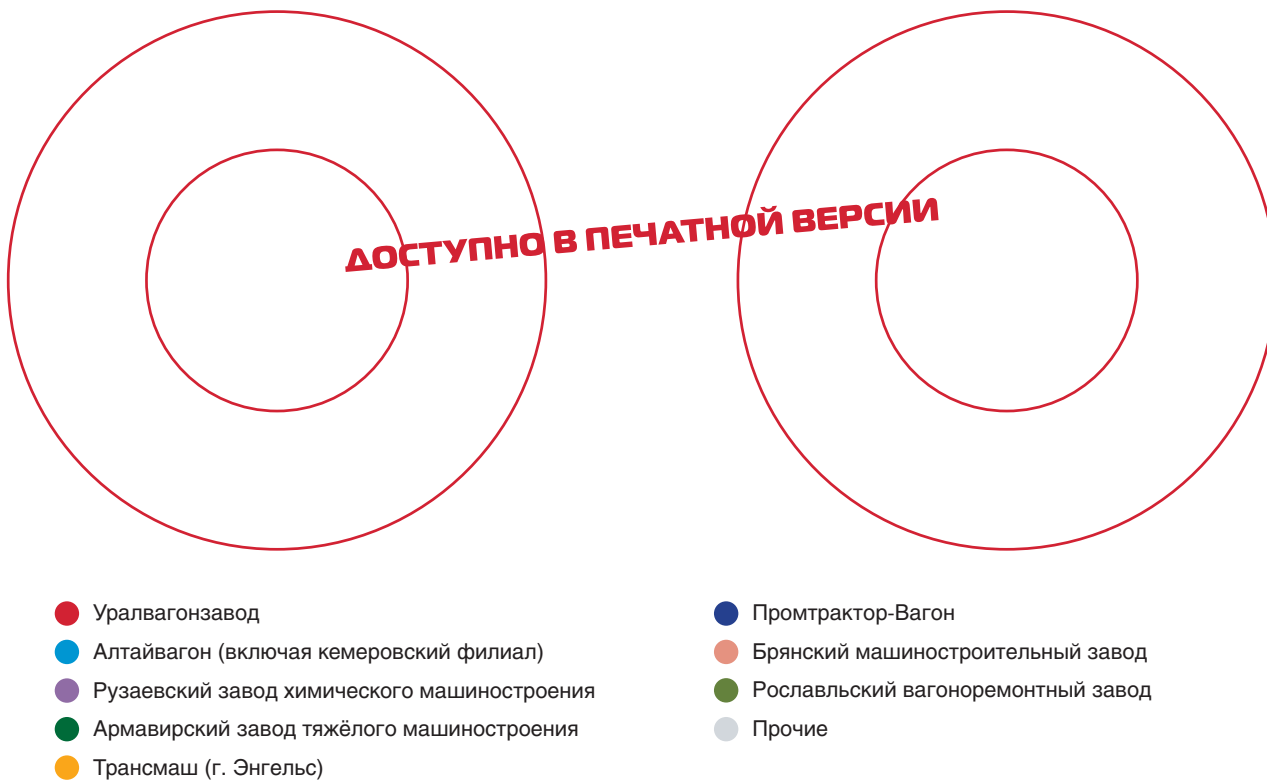 ДОСТУПНО В ПЕЧАТНОЙ ВЕРСИИ
Уралвагонзавод
Алтайвагон (включая кемеровский филиал)
Рузаевский завод химического машиностроения
Армавирский завод тяжёлого машиностроения
Трансмаш (г. Энгельс)
Промтрактор-Вагон
Брянский машиностроительный завод
Рославльский вагоноремонтный завод
Прочие